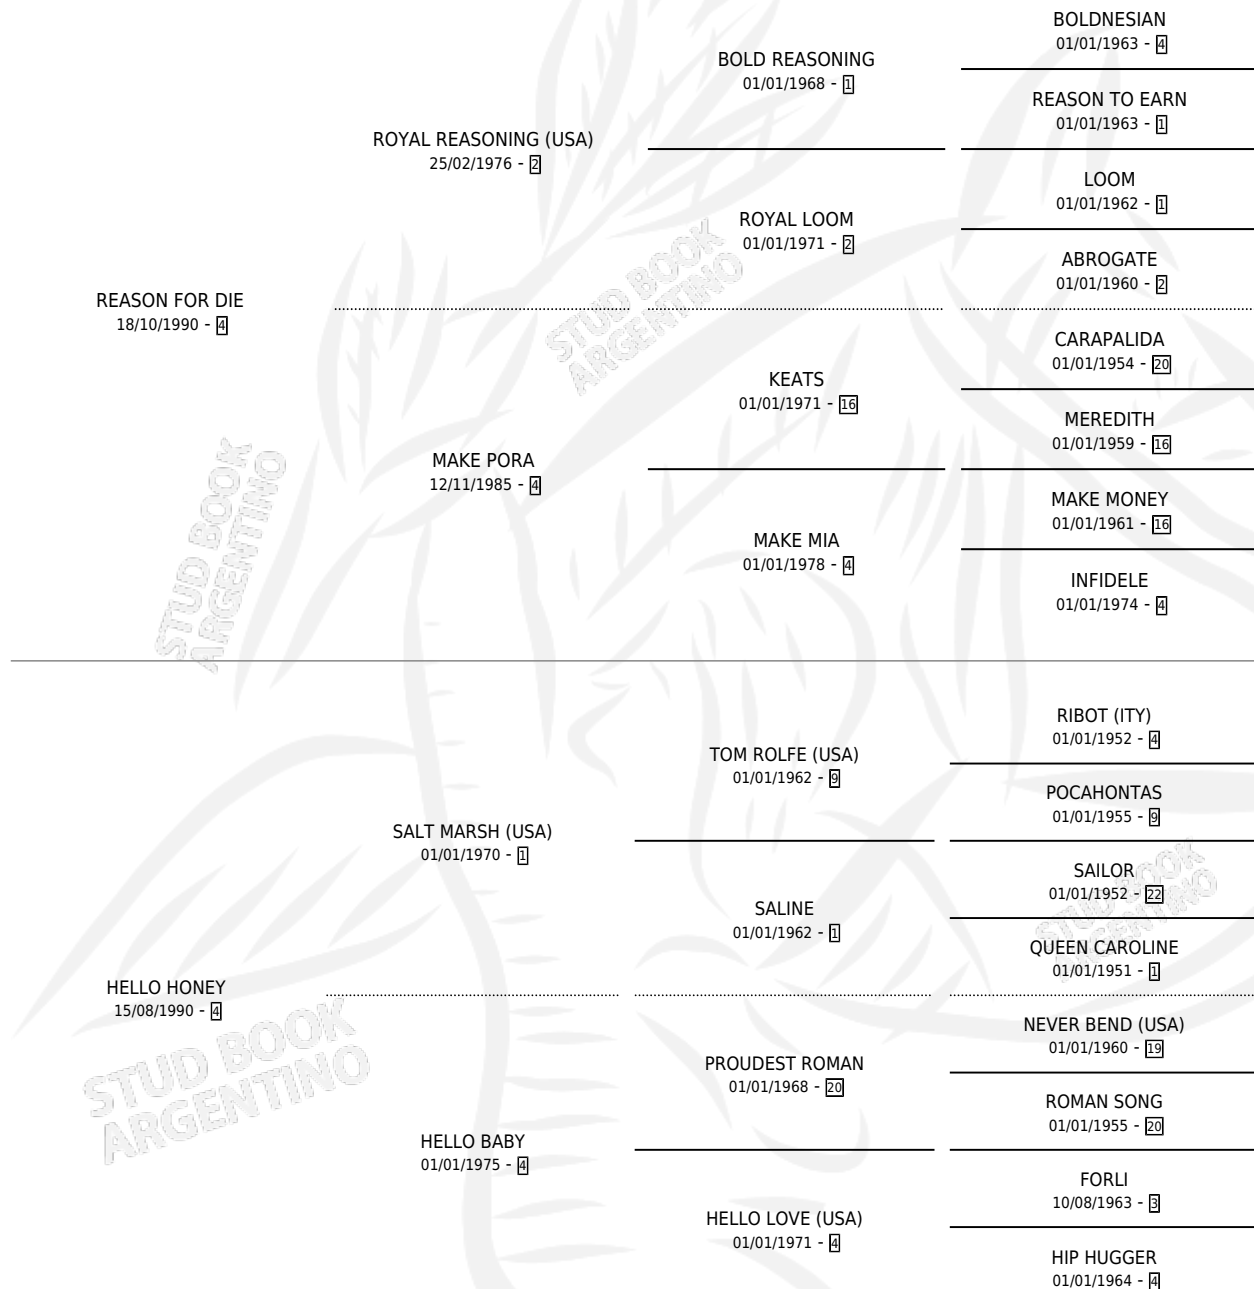 BOLDNESIAN
01/01/1963 - 4
BOLD REASONING
01/01/1968 - 1
REASON TO EARN
01/01/1963 - 1
ROYAL REASONING (USA)
25/02/1976 - 2
LOOM
01/01/1962 - 1
ROYAL LOOM
01/01/1971 - 2
ABROGATE
01/01/1960 - 2
REASON FOR DIE
18/10/1990 - 4
CARAPALIDA
01/01/1954 - 20
KEATS
01/01/1971 - 16
MEREDITH
01/01/1959 - 16
MAKE PORA
12/11/1985 - 4
MAKE MONEY
01/01/1961 - 16
MAKE MIA
01/01/1978 - 4
INFIDELE
01/01/1974 - 4
RIBOT (ITY)
01/01/1952 - 4
TOM ROLFE (USA)
01/01/1962 - 9
POCAHONTAS
01/01/1955 - 9
SALT MARSH (USA)
01/01/1970 - 1
SAILOR
01/01/1952 - 22
SALINE
01/01/1962 - 1
QUEEN CAROLINE
01/01/1951 - 1
HELLO HONEY
15/08/1990 - 4
NEVER BEND (USA)
01/01/1960 - 19
PROUDEST ROMAN
01/01/1968 - 20
ROMAN SONG
01/01/1955 - 20
HELLO BABY
01/01/1975 - 4
FORLI
10/08/1963 - 3
HELLO LOVE (USA)
01/01/1971 - 4
HIP HUGGER
01/01/1964 - 4
STUD BOOK
ARGENTINO
STUD BOOK
ARGENTINO
STUD BOOK
ARGENTINO
STUD BOOK
ARGENTINO